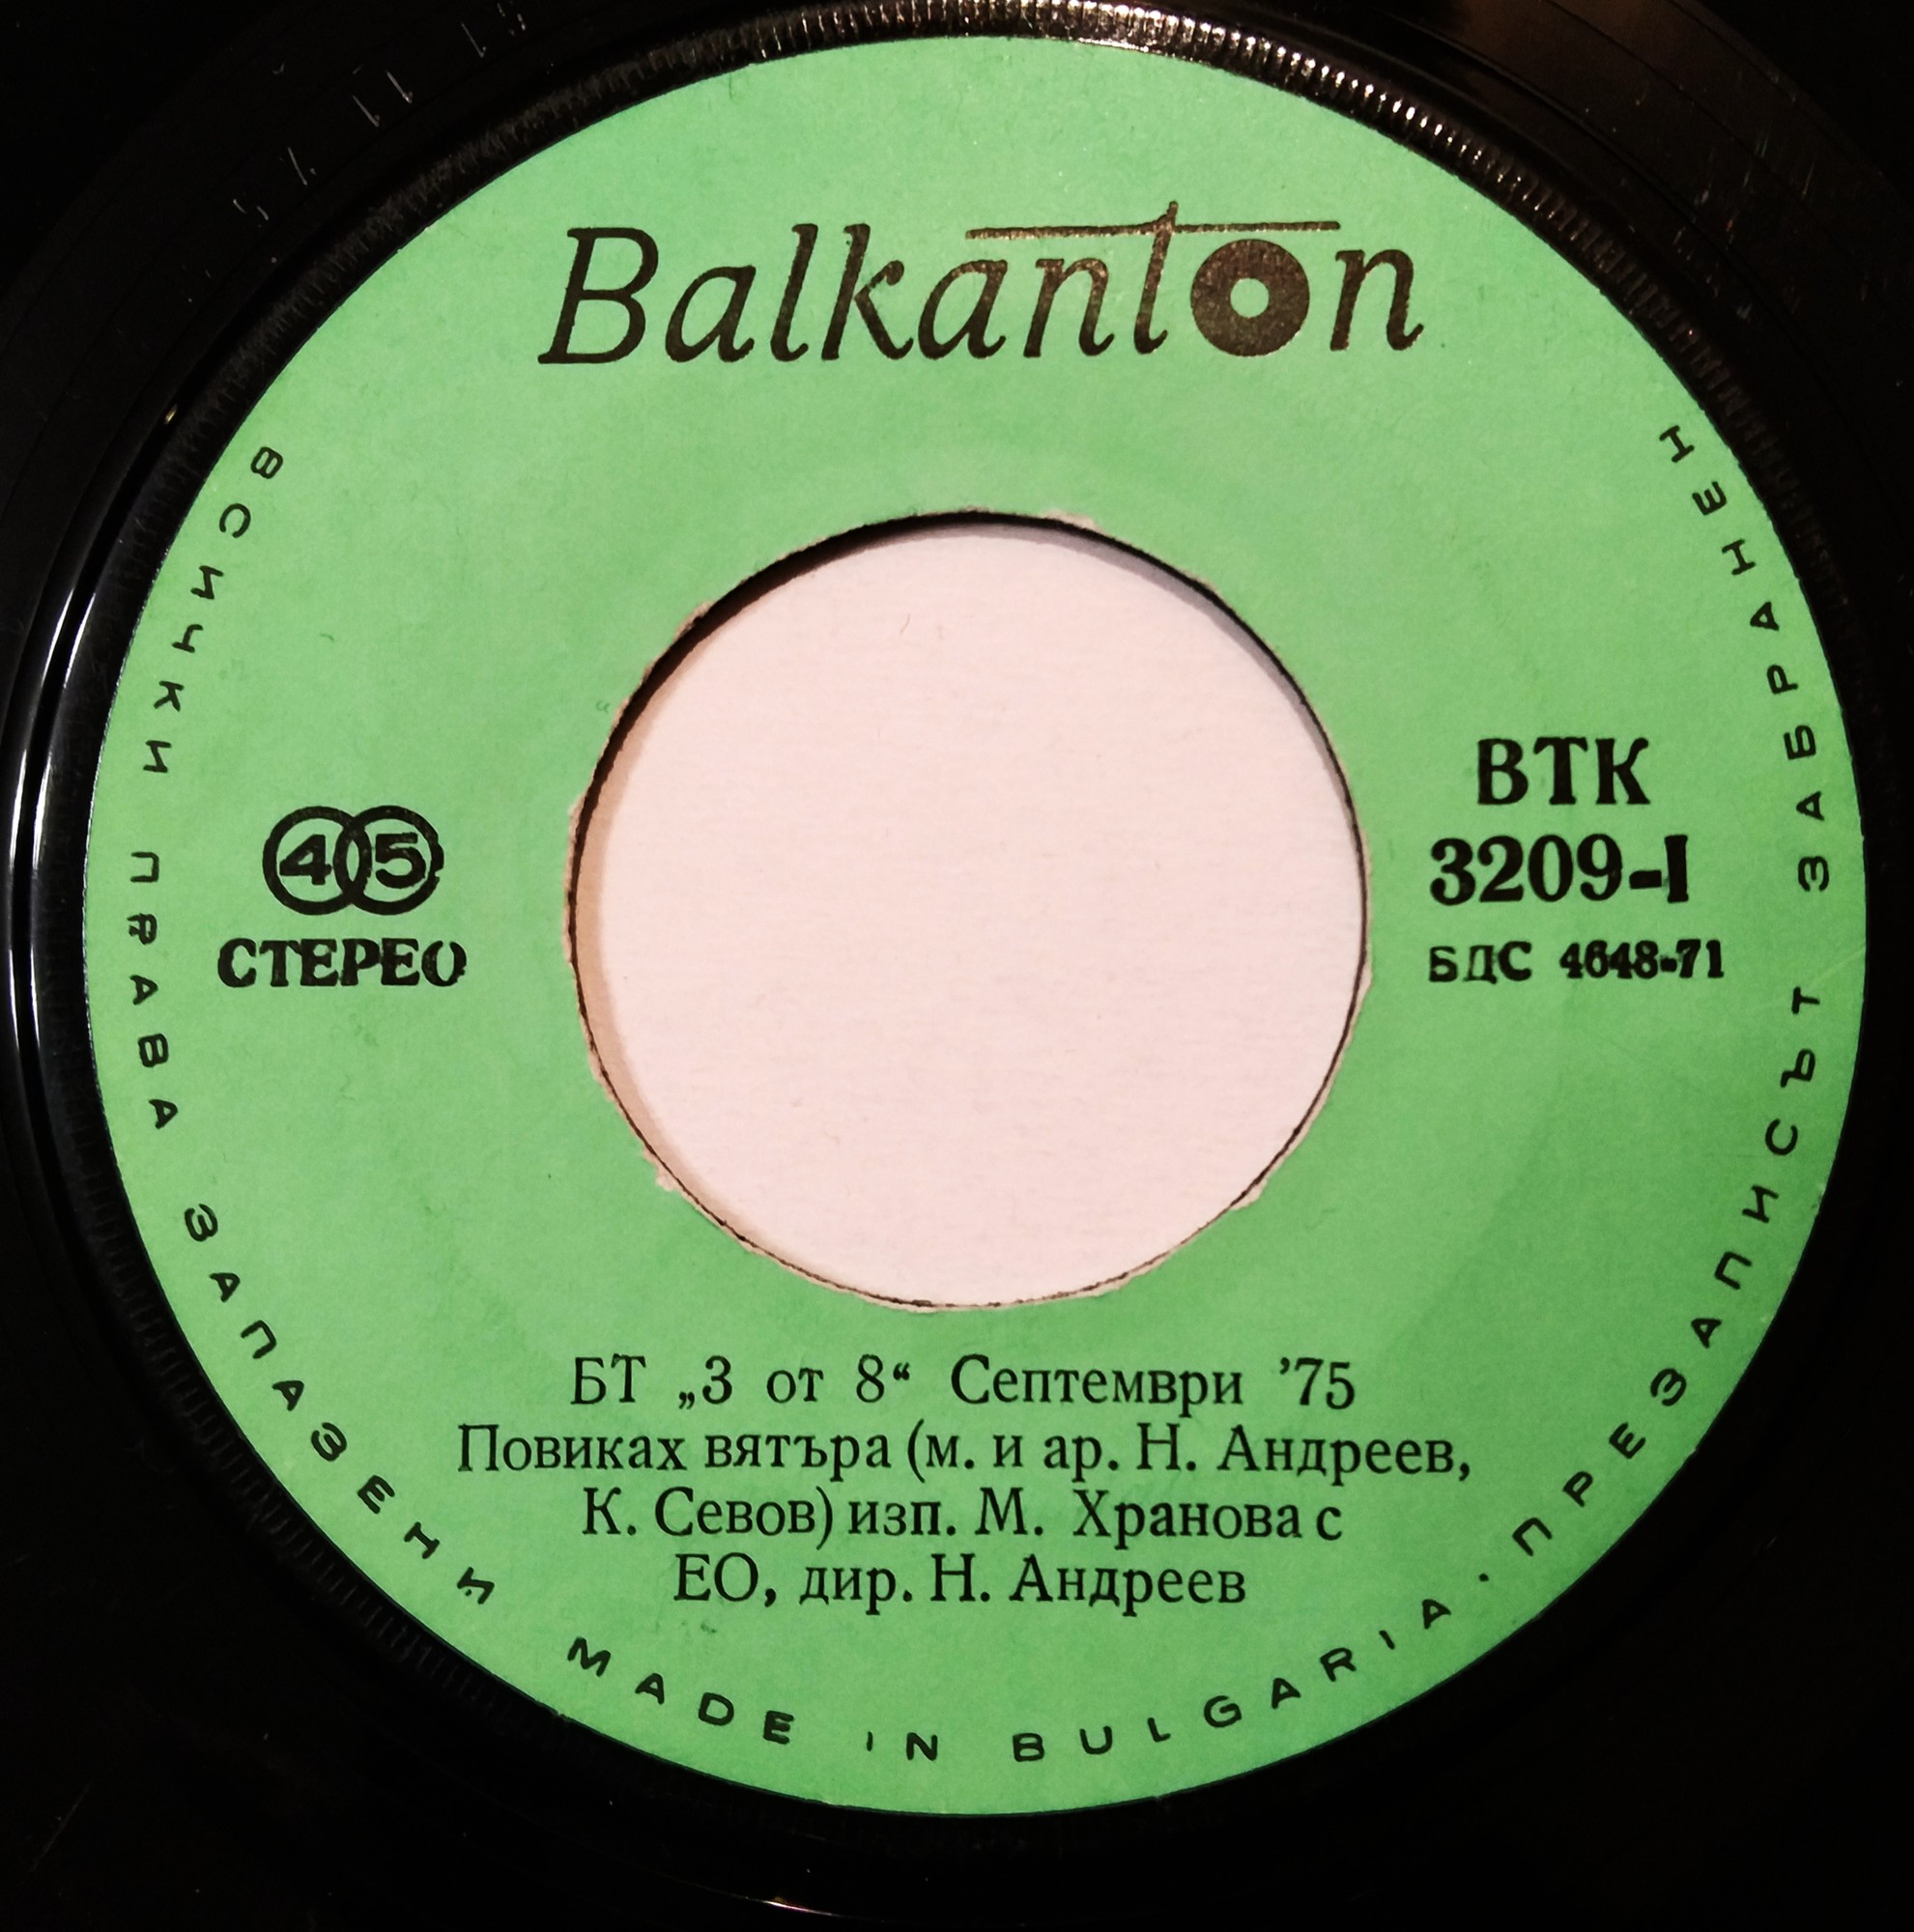 Balkanton
45
СТЕРЕО
ВТК
3209-I
БДС 4648-71
БТ „3 от 8“ Септември ’75
Повиках вятъра (м. и ар. Н. Андреев,
К. Севов) изп. М. Хранова с
ЕО, дир. Н. Андреев
ВСИЧКИ ПРАВА ЗАПАЗЕНИ MADE IN BULGARIA · ПРЕЗАПИСЪТ ЗАБРАНЕН